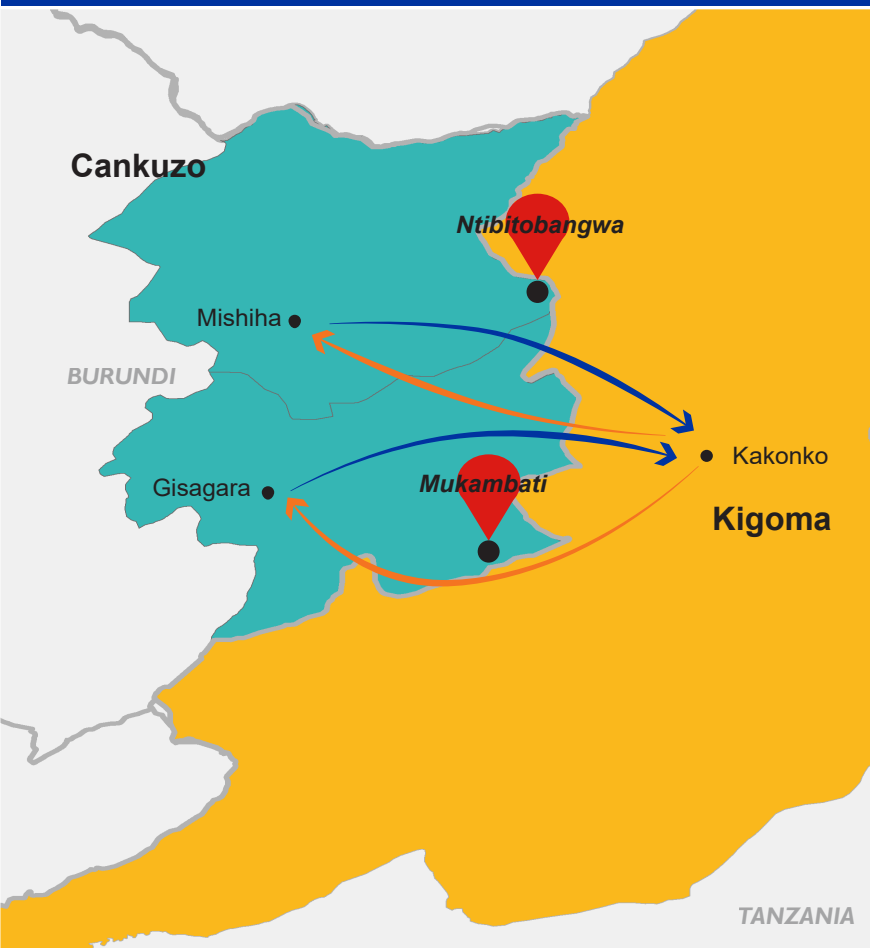 Cankuzo
Ntibitobangwa
Mishiha
BURUNDI
Kakonko
Mukambati
Gisagara
Kigoma
TANZANIA